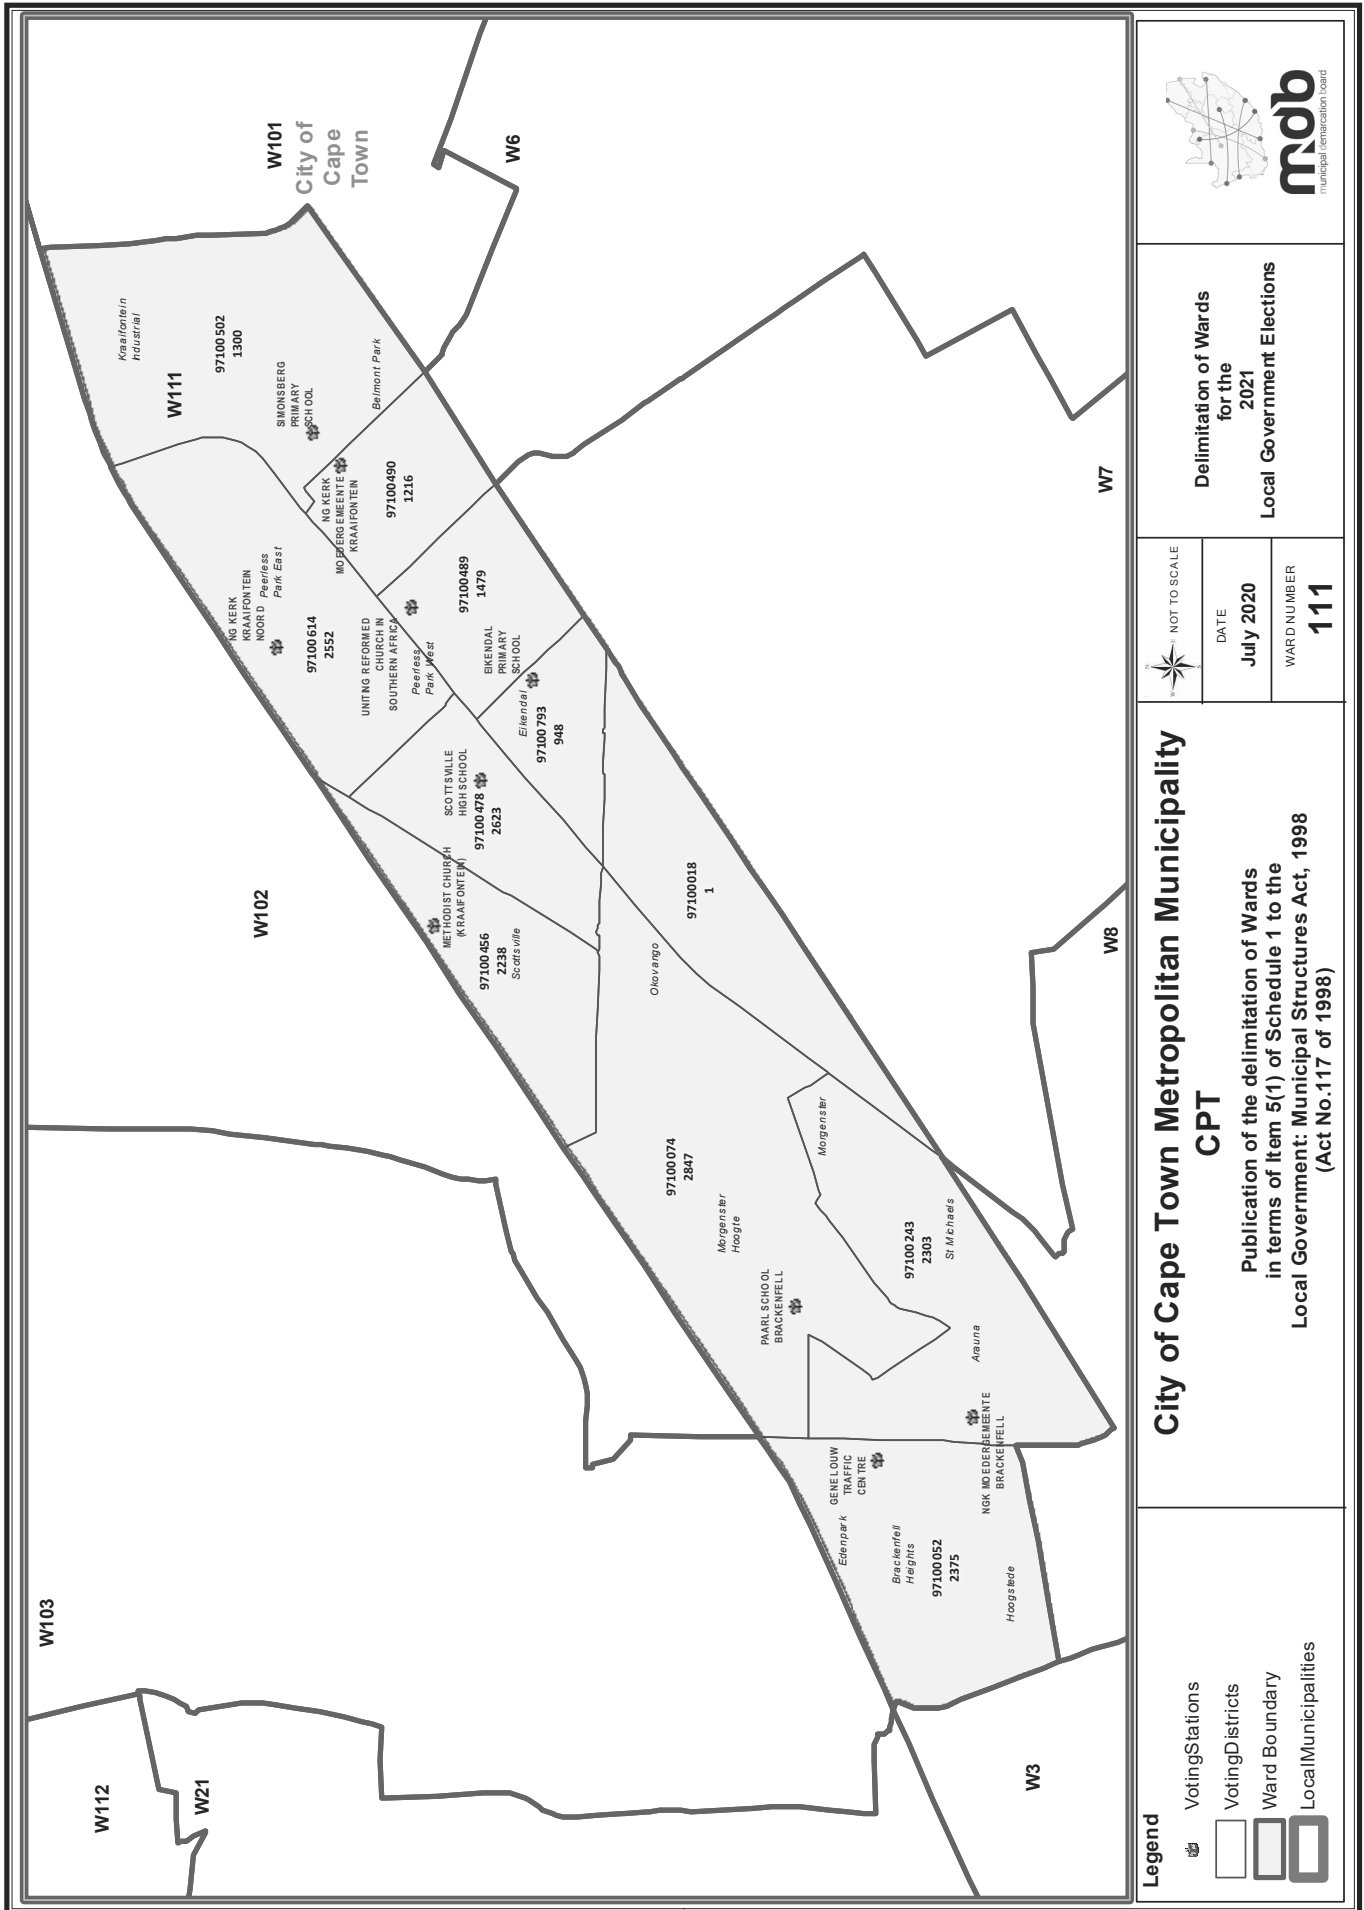 W103
W112
W21
W102
W101
City of
Cape
Town
W6
W111
Kraaifontein
Industrial
97100502
1300
SIMONSBERG
PRIMARY
SCHOOL
Belmont Park
NG KERK
MOEDERGEMEENTE
KRAAIFONTEIN
97100490
1216
NG KERK
KRAAIFONTEIN
NOORD
Peerless
Park East
97100614
2552
UNITING REFORMED
CHURCH IN
SOUTHERN AFRICA
Peerless
Park West
97100489
1479
EIKENDAL
PRIMARY
SCHOOL
Eikendal
97100793
948
SCOTTSVILLE
HIGH SCHOOL
97100478
2623
METHODIST CHURCH
(KRAAIFONTEIN)
97100456
2238
Scottsville
97100018
1
Okovango
97100074
2847
Morgenster
Hoogte
Morgenster
PAARL SCHOOL
BRACKENFELL
97100243
2303
St Michaels
Arauna
NGK MOEDERGEMEENTE
BRACKENFELL
GENE LOUW
TRAFFIC
CENTRE
Edenpark
Brackenfell
Heights
97100052
2375
Hoogstede
W7
W8
W3
Legend
VotingStations
VotingDistricts
Ward Boundary
LocalMunicipalities
City of Cape Town Metropolitan Municipality
CPT
Publication of the delimitation of Wards
in terms of Item 5(1) of Schedule 1 to the
Local Government: Municipal Structures Act, 1998
(Act No.117 of 1998)
N
E
S
W
NOT TO SCALE
DATE
July 2020
WARD NUMBER
111
Delimitation of Wards
for the
2021
Local Government Elections
mdb
municipal demarcation board